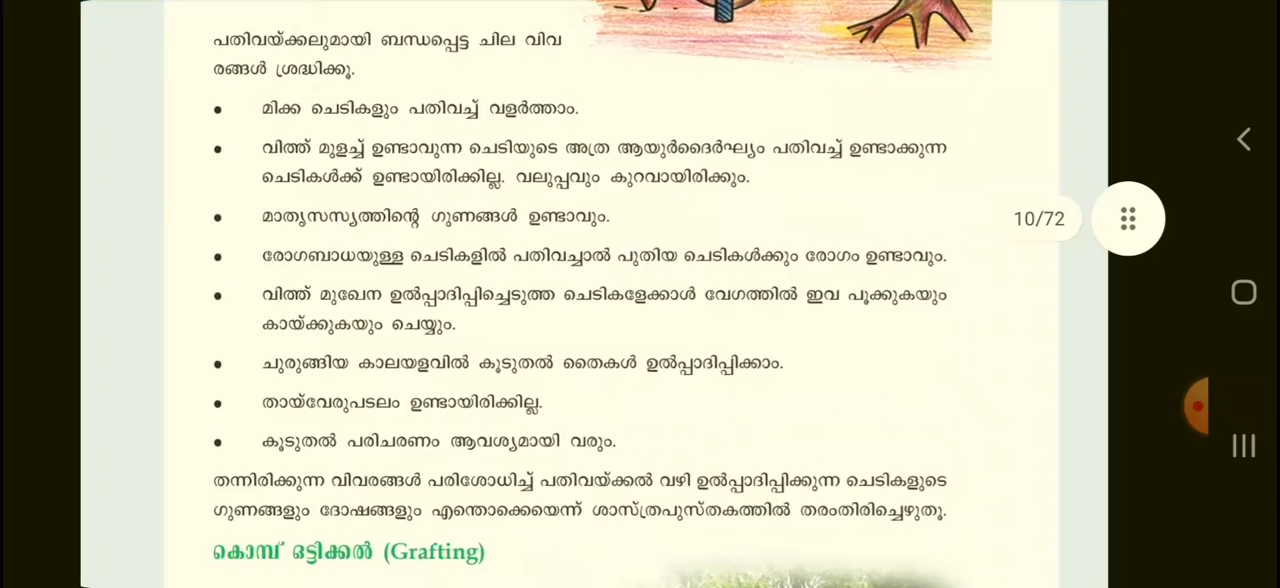 പതിവയ്ക്കലുമായി ബന്ധപ്പെട്ട ചില വിവ
രങ്ങൾ ശ്രദ്ധിക്കൂ.
• മിക്ക ചെടികളും പതിവച്ച് വളർത്താം.
• വിത്ത് മുളച്ച് ഉണ്ടാവുന്ന ചെടിയുടെ അത്ര ആയുർദൈർഘ്യം പതിവച്ച് ഉണ്ടാക്കുന്ന
ചെടികൾക്ക് ഉണ്ടായിരിക്കില്ല. വലുപ്പവും കുറവായിരിക്കും.
• മാതൃസസ്യത്തിന്റെ ഗുണങ്ങൾ ഉണ്ടാവും.
10/72
• രോഗബാധയുള്ള ചെടികളിൽ പതിവച്ചാൽ പുതിയ ചെടികൾക്കും രോഗം ഉണ്ടാവും.
• വിത്ത് മുഖേന ഉൽപ്പാദിപ്പിച്ചെടുത്ത ചെടികളേക്കാൾ വേഗത്തിൽ ഇവ പൂക്കുകയും
കായ്ക്കുകയും ചെയ്യും.
• ചുരുങ്ങിയ കാലയളവിൽ കൂടുതൽ തൈകൾ ഉൽപ്പാദിപ്പിക്കാം.
• തായ്‌വേരുപടലം ഉണ്ടായിരിക്കില്ല.
• കൂടുതൽ പരിചരണം ആവശ്യമായി വരും.
തന്നിരിക്കുന്ന വിവരങ്ങൾ പരിശോധിച്ച് പതിവയ്ക്കൽ വഴി ഉൽപ്പാദിപ്പിക്കുന്ന ചെടികളുടെ
ഗുണങ്ങളും ദോഷങ്ങളും എന്തൊക്കെയെന്ന് ശാസ്ത്രപുസ്തകത്തിൽ തരംതിരിച്ചെഴുതൂ.
കൊമ്പ് ഒട്ടിക്കൽ (Grafting)